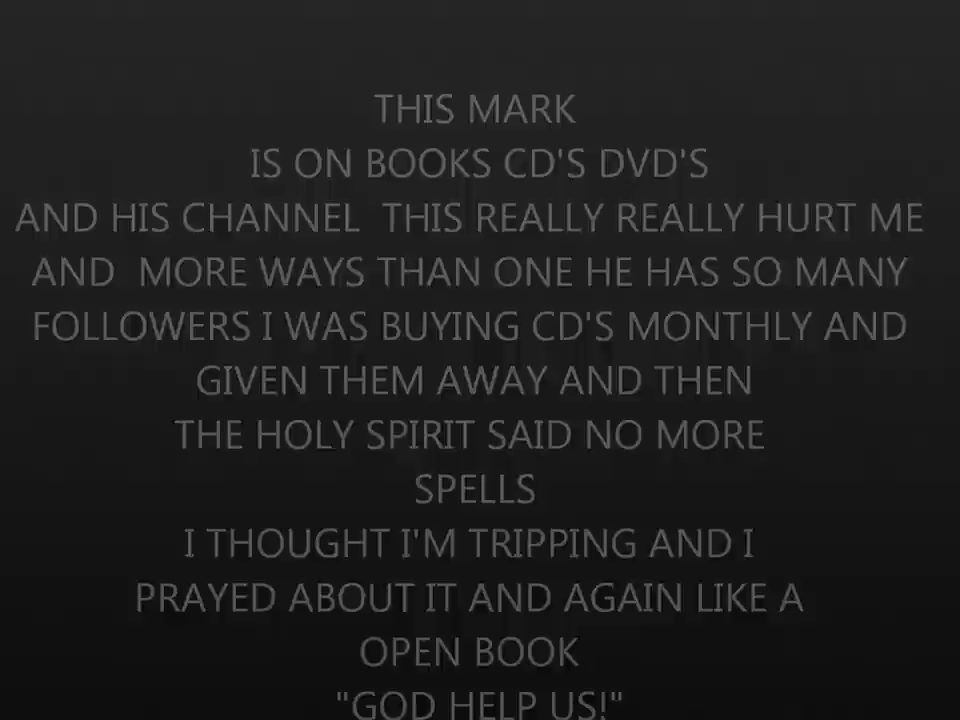 THIS MARK
IS ON BOOKS CD'S DVD'S
AND HIS CHANNEL THIS REALLY REALLY HURT ME
AND MORE WAYS THAN ONE HE HAS SO MANY
FOLLOWERS I WAS BUYING CD'S MONTHLY AND
GIVEN THEM AWAY AND THEN
THE HOLY SPIRIT SAID NO MORE
SPELLS
I THOUGHT I'M TRIPPING AND I
PRAYED ABOUT IT AND AGAIN LIKE A
OPEN BOOK
"GOD HELP US!"